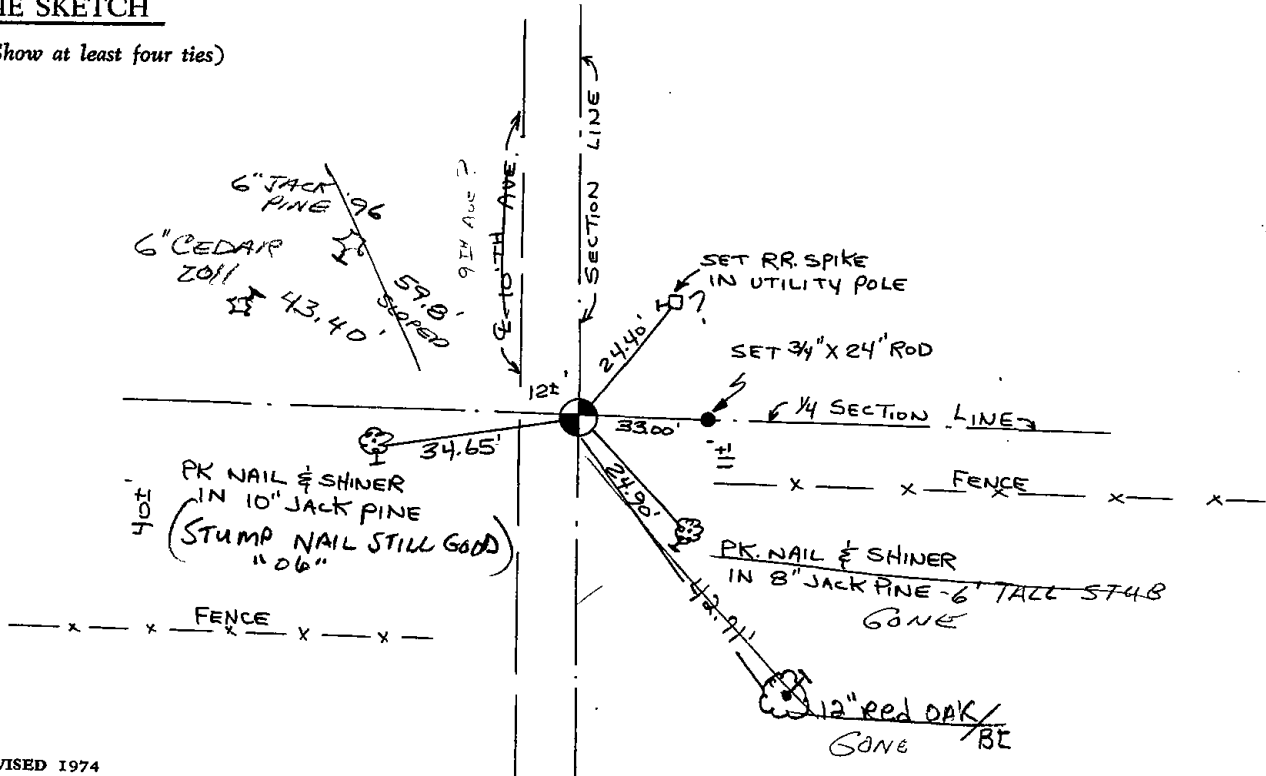 HE SKETCH
Show at least four ties)
6" JACK
PINE '96
6" CEDAR
2011
43.40'
59.8'
SLOPED
9TH AVE ?
℄ 10'TH AVE.
SECTION LINE
SET RR. SPIKE
IN UTILITY POLE
?
24.40'
SET 3/4" X 24" ROD
12±'
33.00'
1/4 SECTION LINE
34.65'
FENCE
PK NAIL & SHINER
IN 10" JACK PINE
(STUMP NAIL STILL GOOD)
"06"
40±'
24.90'
PK. NAIL & SHINER
IN 8" JACK PINE - 6' TALL STUB
GONE
FENCE
42.71'
12" Red OAK/
BT
GONE
VISED 1974